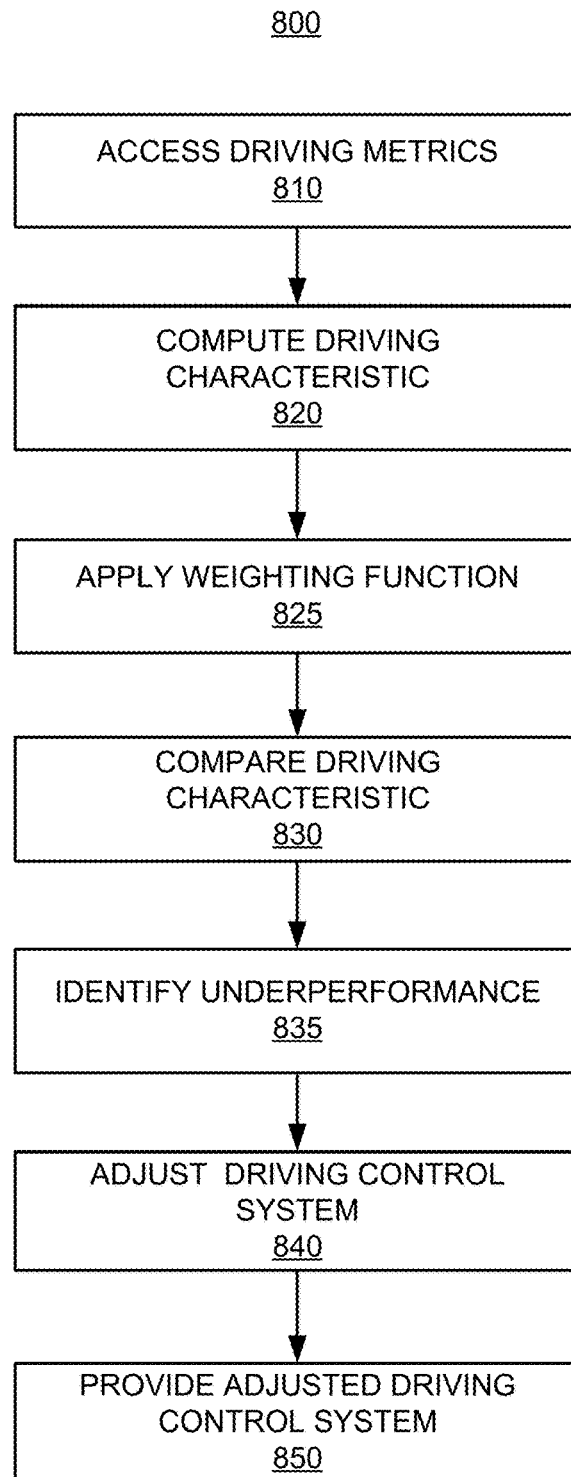 800
ACCESS DRIVING METRICS
810
COMPUTE DRIVING
CHARACTERISTIC
820
APPLY WEIGHTING FUNCTION
825
COMPARE DRIVING
CHARACTERISTIC
830
IDENTIFY UNDERPERFORMANCE
835
ADJUST DRIVING CONTROL
SYSTEM
840
PROVIDE ADJUSTED DRIVING
CONTROL SYSTEM
850